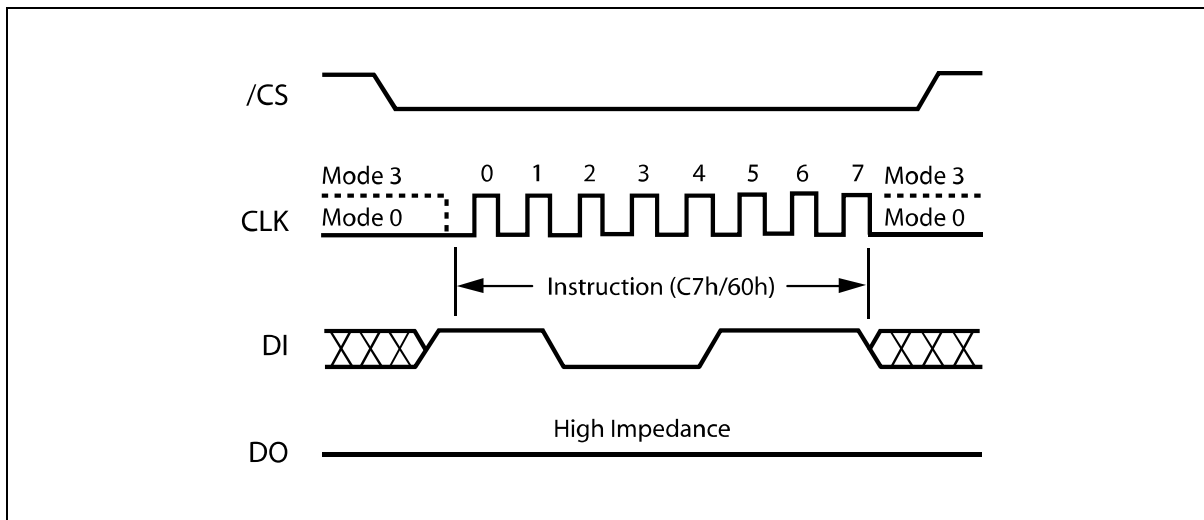 /CS
Mode 3 0 1 2 3 4 5 6 7 Mode 3
CLK Mode 0 Mode 0
Instruction (C7h/60h)
DI
High Impedance
DO